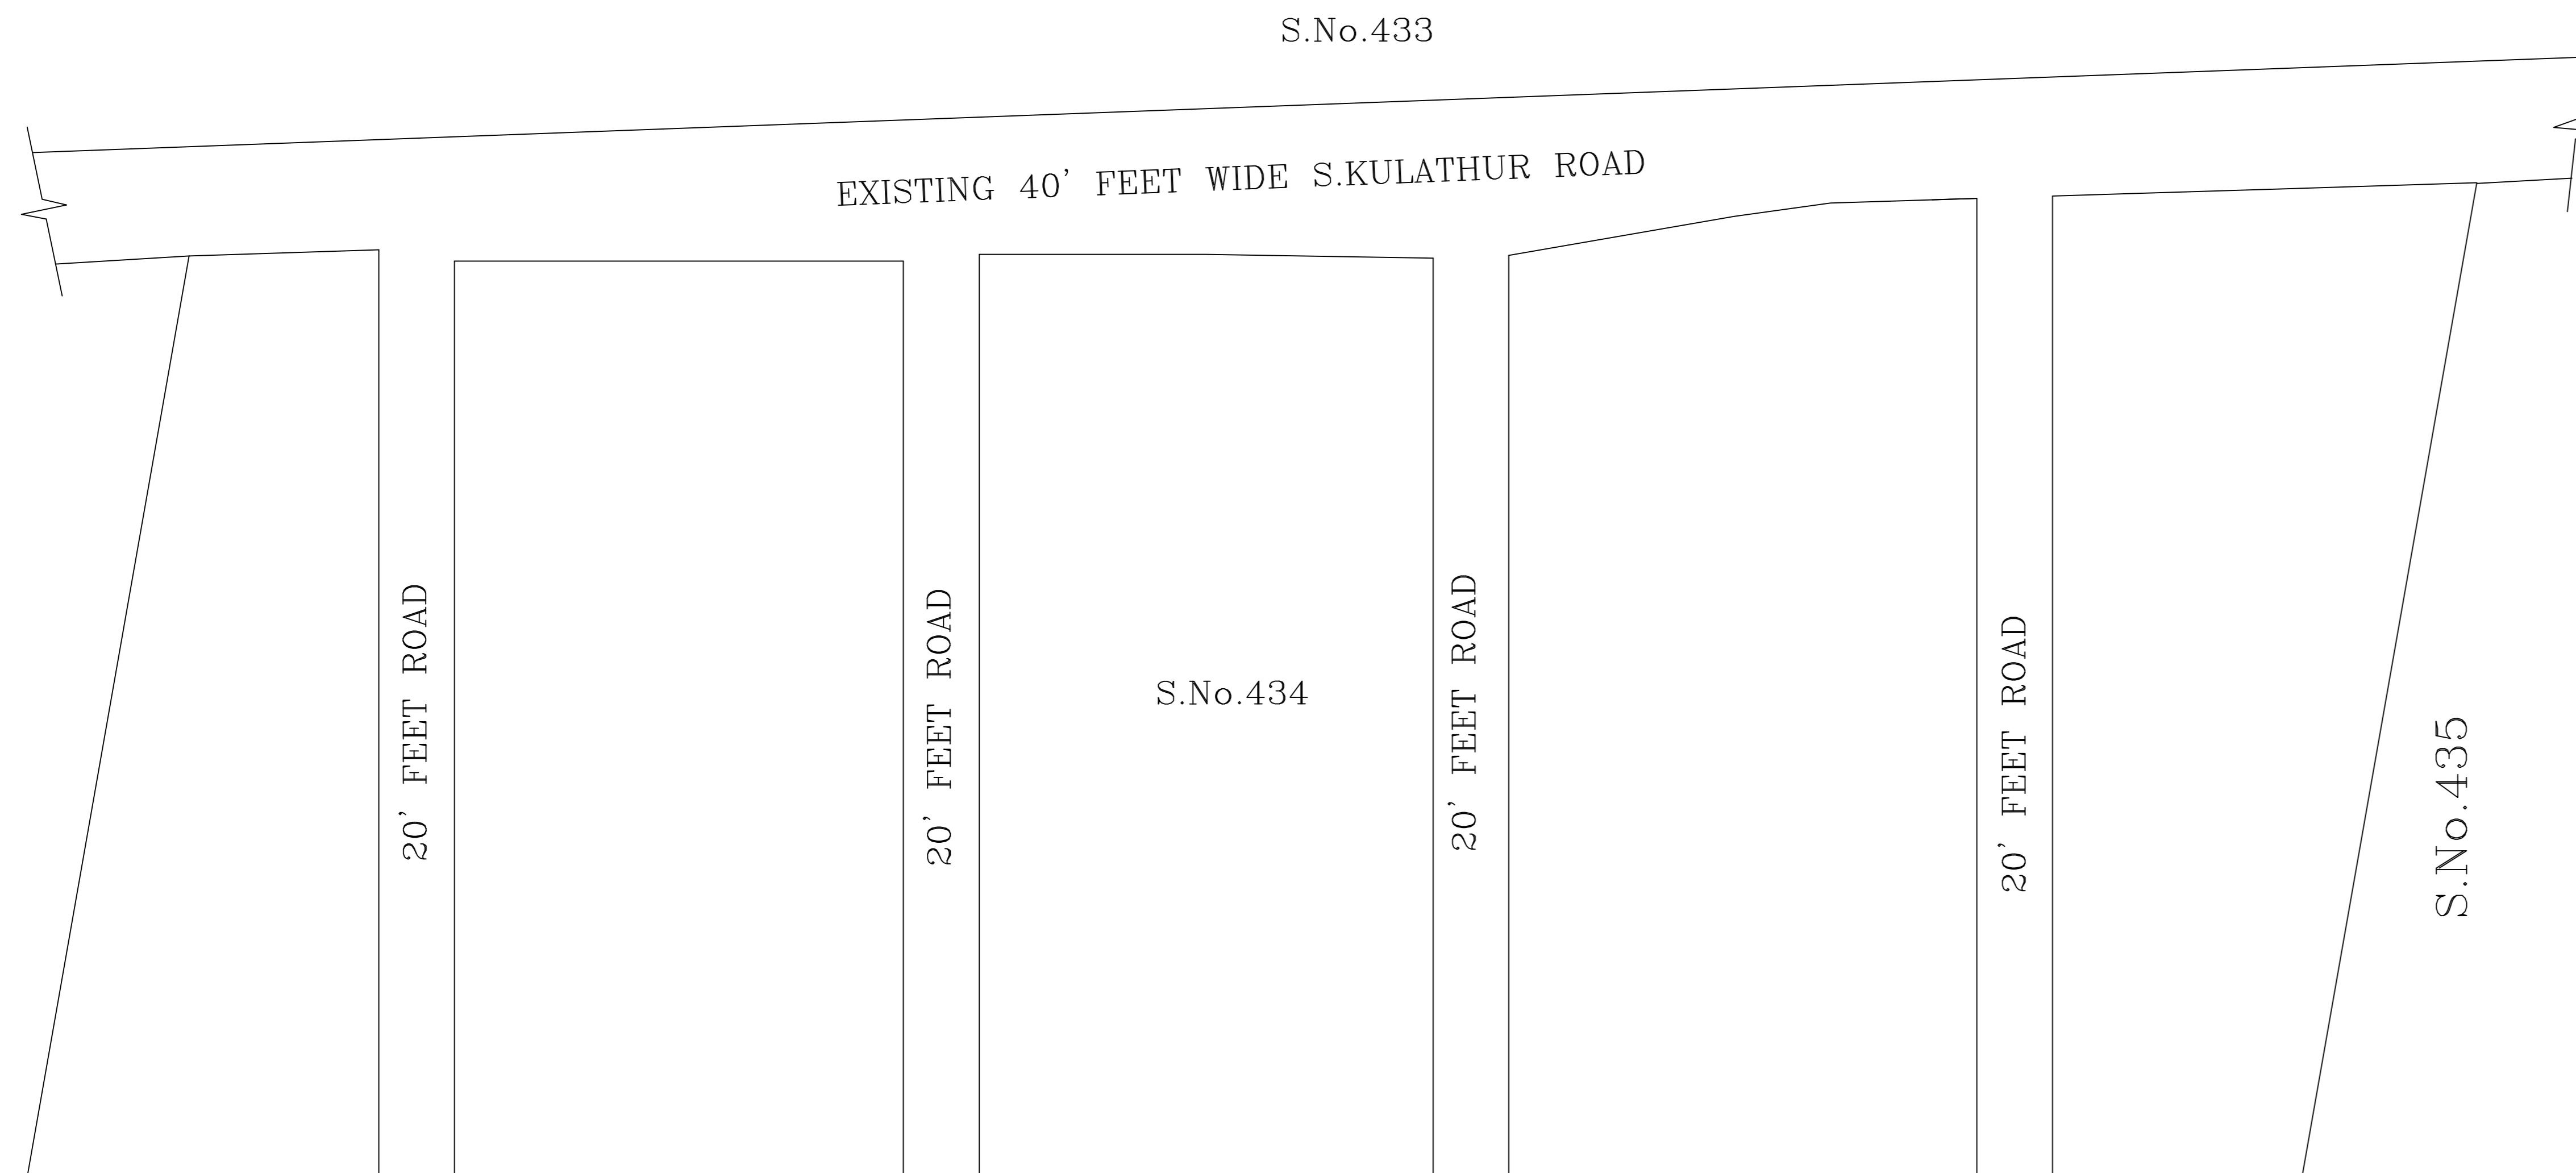 S.No.433
EXISTING 40' FEET WIDE S.KULATHUR ROAD
20' FEET ROAD
20' FEET ROAD
S.No.434
20' FEET ROAD
20' FEET ROAD
S.No.435